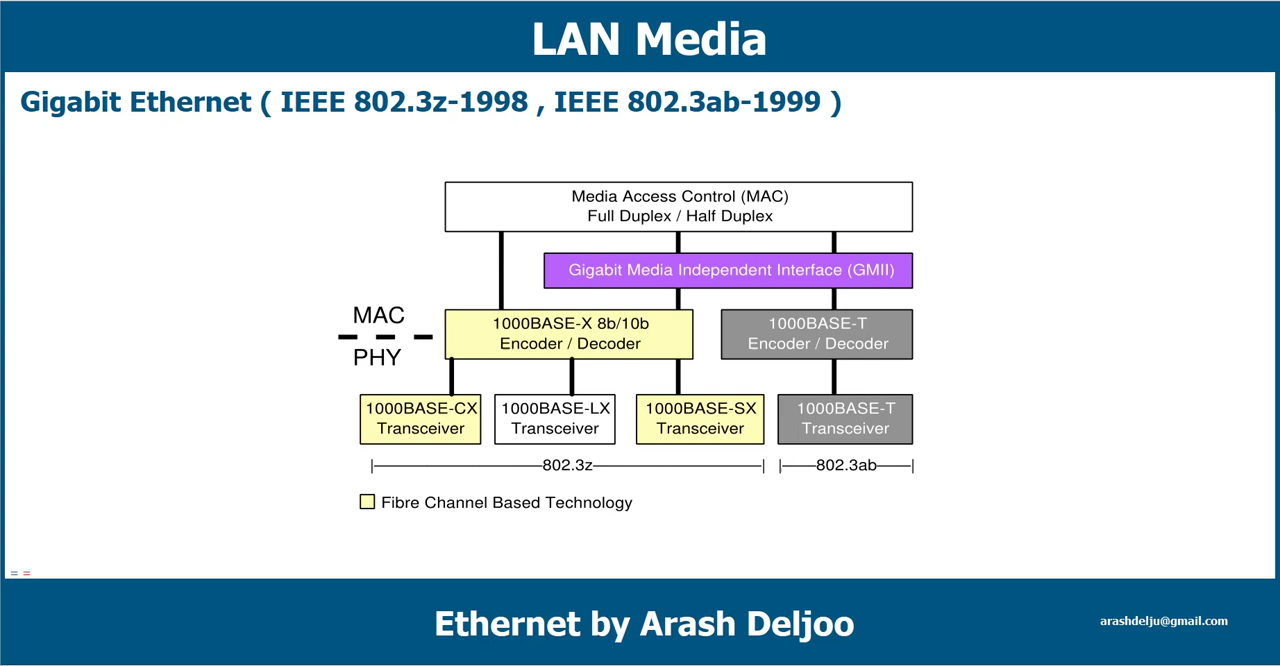 LAN Media
Gigabit Ethernet ( IEEE 802.3z-1998 , IEEE 802.3ab-1999 )
Media Access Control (MAC)
Full Duplex / Half Duplex
Gigabit Media Independent Interface (GMII)
MAC
PHY
1000BASE-X 8b/10b
Encoder / Decoder
1000BASE-T
Encoder / Decoder
1000BASE-CX
Transceiver
1000BASE-LX
Transceiver
1000BASE-SX
Transceiver
1000BASE-T
Transceiver
802.3z
802.3ab
Fibre Channel Based Technology
Ethernet by Arash Deljoo
arashdelju@gmail.com